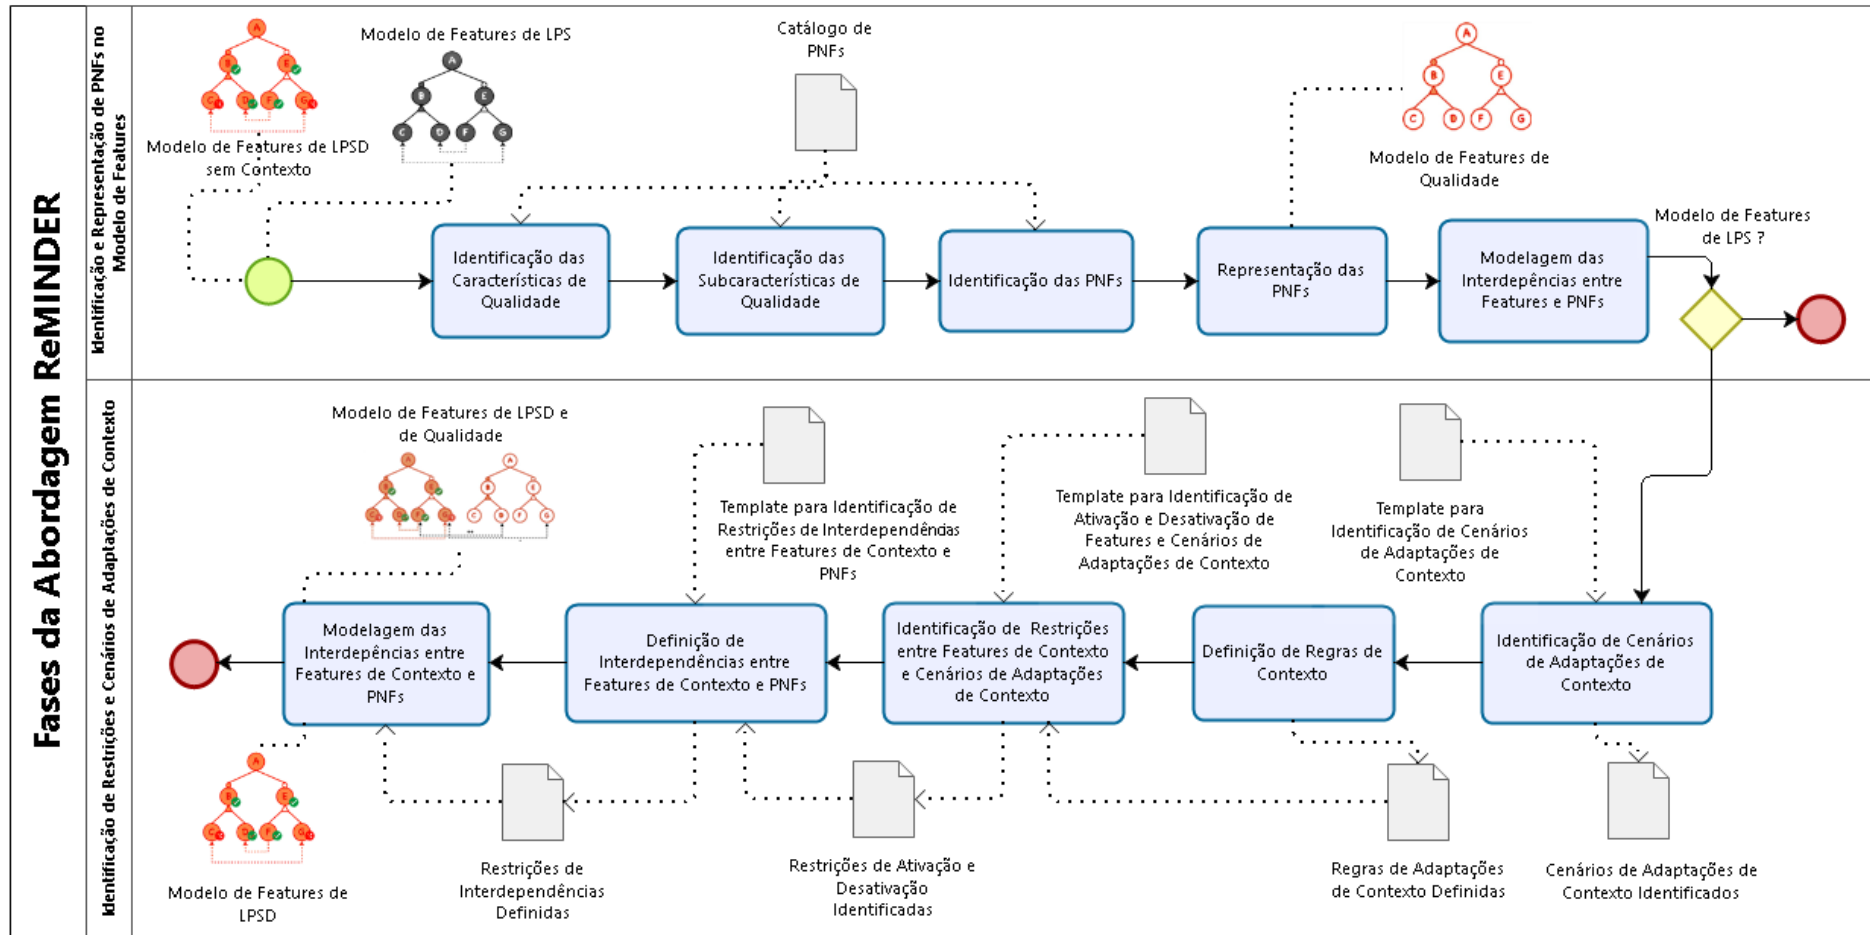 Fases da Abordagem ReMINDER
Identificação e Representação de PNFs no
Modelo de Features
Modelo de Features de LPSD
sem Contexto
Modelo de Features de LPS
Catálogo de
PNFs
Modelo de Features de
Qualidade
Identificação das
Características de
Qualidade
Identificação das
Subcaracterísticas de
Qualidade
Identificação das PNFs
Representação das
PNFs
Modelagem das
Interdepências entre
Features e PNFs
Modelo de Features
de LPS ?
A
B
E
C
D
F
G
A
B
E
C
D
F
G
A
B
E
C
D
F
G
Identificação de Restrições e Cenários de Adaptações de Contexto
Modelo de Features de LPSD e
de Qualidade
A
B
E
C
D
F
G
A
B
E
C
D
F
G
Template para Identificação de
Restrições de Interdependências
entre Features de Contexto e
PNFs
Template para Identificação de
Ativação e Desativação de
Features e Cenários de
Adaptações de Contexto
Template para
Identificação de Cenários
de Adaptações de
Contexto
Modelagem das
Interdepências entre
Features de Contexto e
PNFs
Definição de
Interdependências entre
Features de Contexto e PNFs
Identificação de Restrições
entre Features de Contexto
e Cenários de Adaptações
de Contexto
Definição de Regras de
Contexto
Identificação de Cenários
de Adaptações de
Contexto
A
B
E
C
D
F
G
Modelo de Features de
LPSD
Restrições de
Interdependências
Definidas
Restrições de Ativação e
Desativação
Identificadas
Regras de Adaptações
de Contexto Definidas
Cenários de Adaptações de
Contexto Identificados